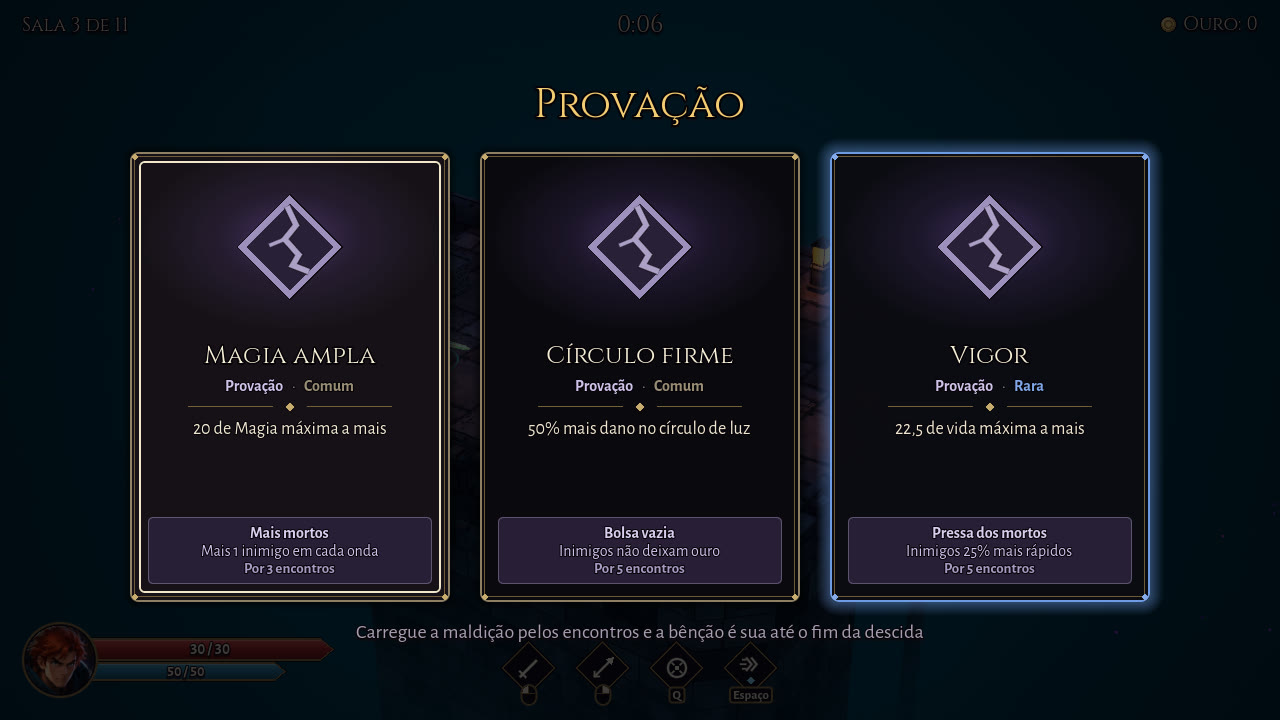 Sala 3 de 11
0:06
Ouro: 0
Provação
Magia ampla
Provação · Comum
20 de Magia máxima a mais
Mais mortos
Mais 1 inimigo em cada onda
Por 3 encontros
Círculo firme
Provação · Comum
50% mais dano no círculo de luz
Bolsa vazia
Inimigos não deixam ouro
Por 5 encontros
Vigor
Provação · Rara
22,5 de vida máxima a mais
Pressa dos mortos
Inimigos 25% mais rápidos
Por 5 encontros
Carregue a maldição pelos encontros e a bênção é sua até o fim da descida
30 / 30
50 / 50
Q
Espaço